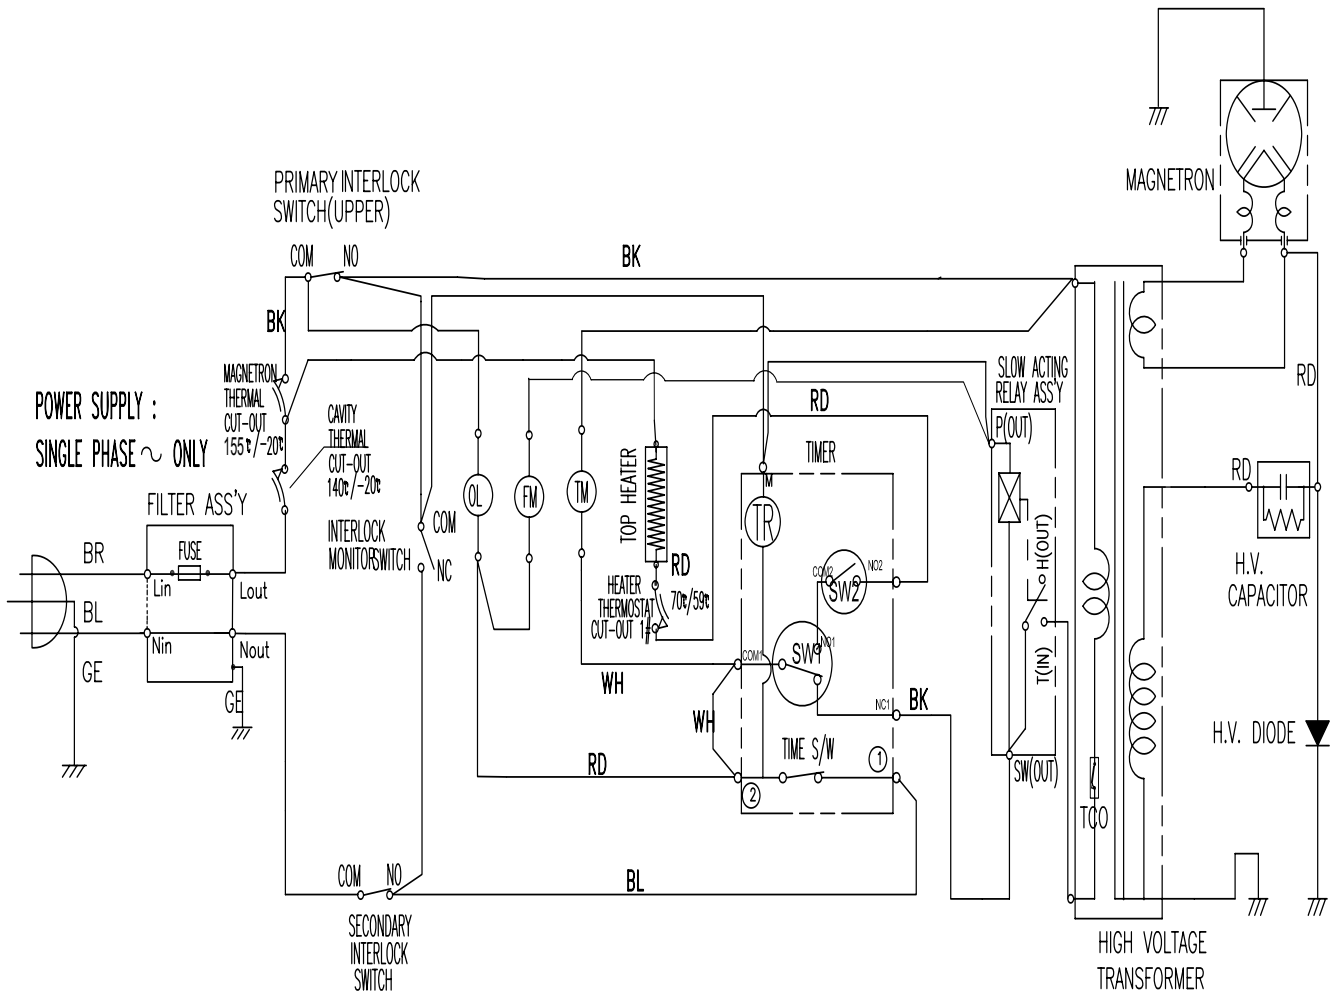 MAGNETRON
PRIMARY INTERLOCK
SWITCH(UPPER)
COM NO
BK
BK
MAGNETRON
THERMAL
CUT-OUT
155℃/-20℃
CAVITY
THERMAL
CUT-OUT
140℃/-20℃
POWER SUPPLY :
SINGLE PHASE ～ ONLY
FILTER ASS'Y
FUSE
BR
BL
GE
Lin
Lout
Nin
Nout
GE
INTERLOCK
MONITOR SWITCH
COM
NC
OL
FM
TM
TOP HEATER
RD
HEATER
THERMOSTAT
CUT-OUT 1#
70℃/59℃
RD
TIMER
M
TR
COM2
NO2
SW2
COM1
NO1
SW1
NC1
BK
WH
WH
RD
TIME S/W
1
2
SLOW ACTING
RELAY ASS'Y
P(OUT)
H(OUT)
T(IN)
SW(OUT)
TCO
RD
RD
H.V.
CAPACITOR
H.V. DIODE
COM NO
BL
SECONDARY
INTERLOCK
SWITCH
HIGH VOLTAGE
TRANSFORMER